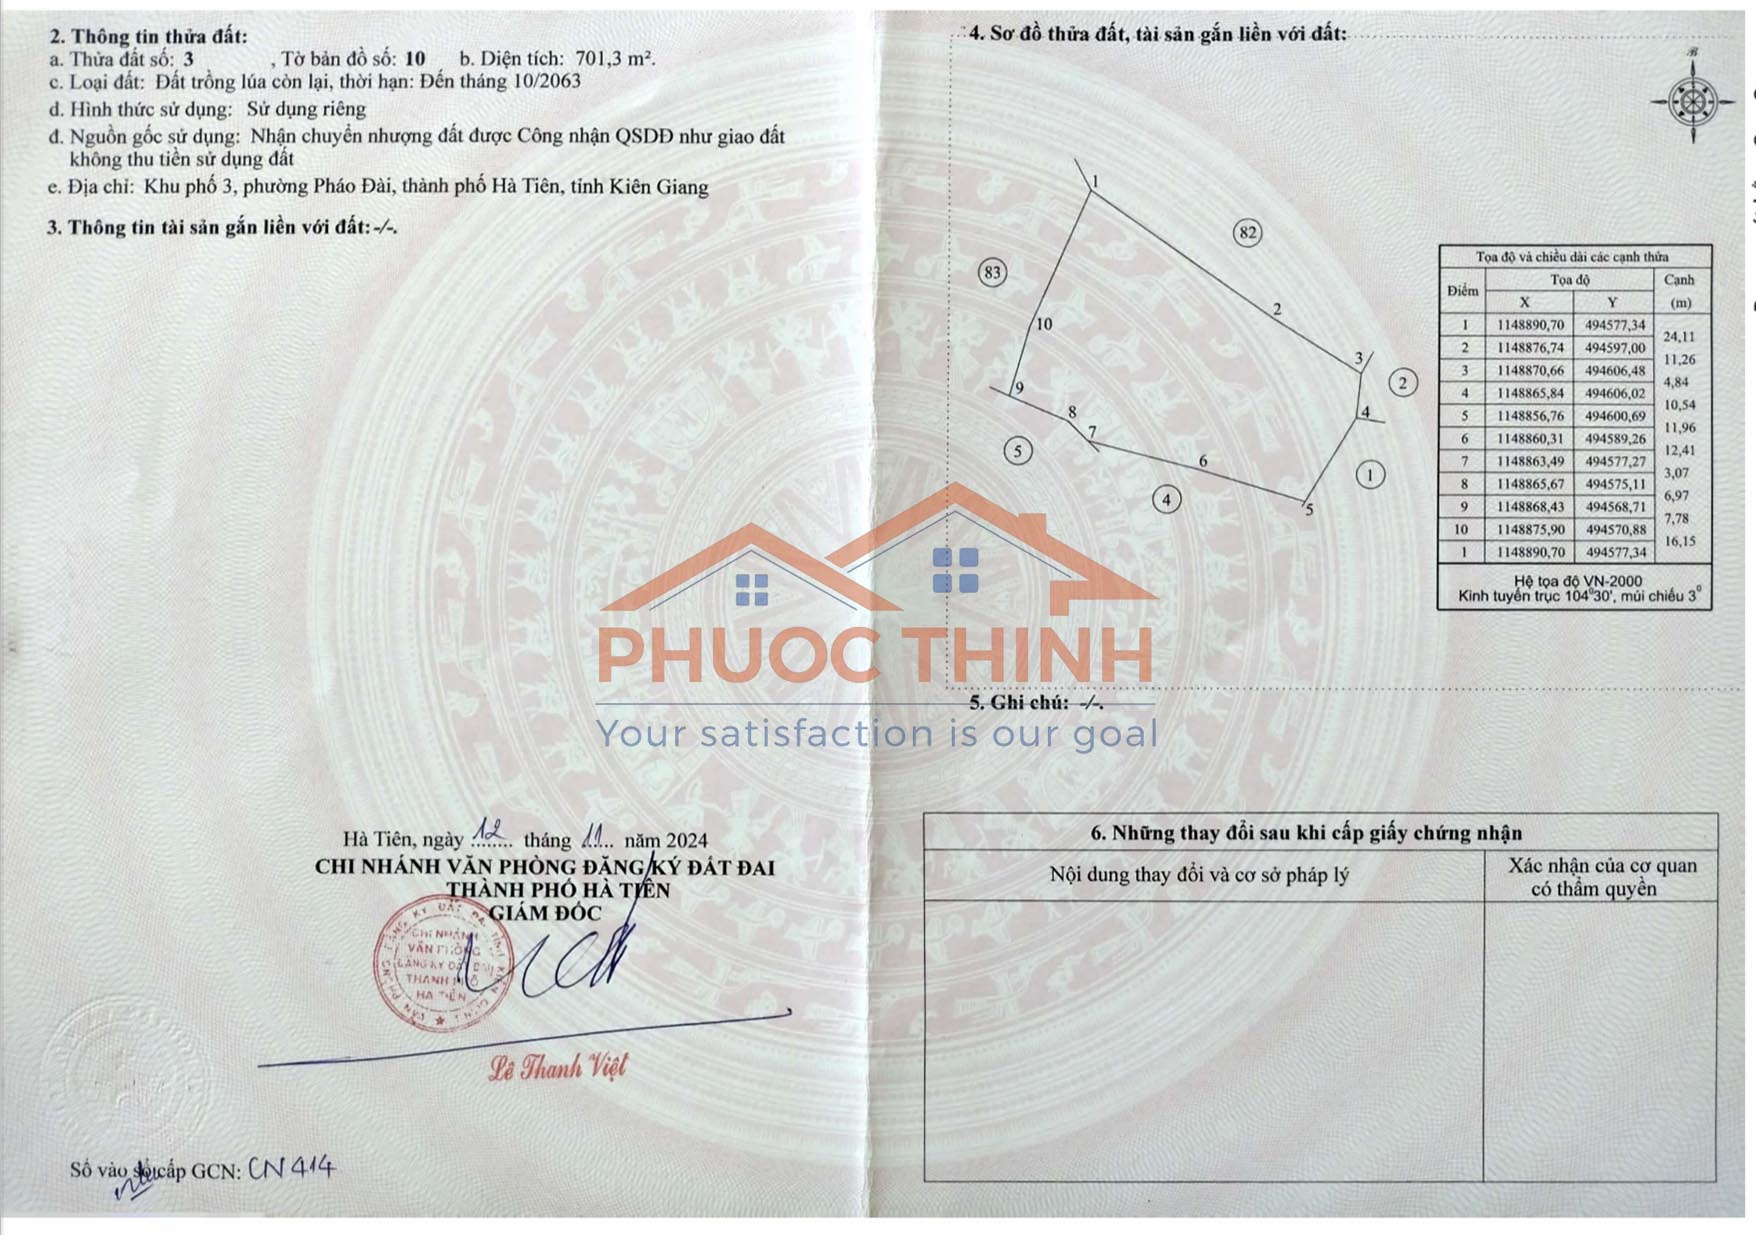 2. Thông tin thửa đất:
a. Thửa đất số: 3 , Tờ bản đồ số: 10 b. Diện tích: 701,3 m².
c. Loại đất: Đất trồng lúa còn lại, thời hạn: Đến tháng 10/2063
d. Hình thức sử dụng: Sử dụng riêng
đ. Nguồn gốc sử dụng: Nhận chuyển nhượng đất được Công nhận QSDĐ như giao đất
không thu tiền sử dụng đất
e. Địa chỉ: Khu phố 3, phường Pháo Đài, thành phố Hà Tiên, tỉnh Kiên Giang
3. Thông tin tài sản gắn liền với đất:-/-.
Hà Tiên, ngày 12 tháng 11 năm 2024
CHI NHÁNH VĂN PHÒNG ĐĂNG KÝ ĐẤT ĐAI
THÀNH PHỐ HÀ TIÊN
GIÁM ĐỐC
CHI NHÁNH
VĂN PHÒNG
ĐĂNG KÝ ĐẤT ĐAI
THÀNH PHỐ
HÀ TIÊN
Lê Thanh Việt
Số vào sổ cấp GCN: CN 414
4. Sơ đồ thửa đất, tài sản gắn liền với đất:
B
1
82
83
2
10
3
2
9
8
4
7
5
6
1
4
5
Tọa độ và chiều dài các cạnh thửa
Điểm Tọa độ Cạnh
X Y (m)
1 1148890,70 494577,34
24,11
2 1148876,74 494597,00
11,26
3 1148870,66 494606,48
4,84
4 1148865,84 494606,02
10,54
5 1148856,76 494600,69
11,96
6 1148860,31 494589,26
12,41
7 1148863,49 494577,27
3,07
8 1148865,67 494575,11
6,97
9 1148868,43 494568,71
7,78
10 1148875,90 494570,88
16,15
1 1148890,70 494577,34
Hệ tọa độ VN-2000
Kinh tuyến trục 104⁰30', múi chiếu 3⁰
PHUOC THINH
Your satisfaction is our goal
5. Ghi chú: -/-.
6. Những thay đổi sau khi cấp giấy chứng nhận
Nội dung thay đổi và cơ sở pháp lý
Xác nhận của cơ quan
có thẩm quyền